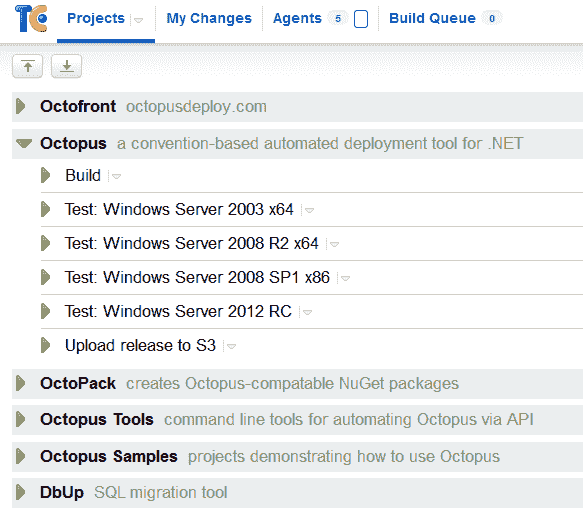 TC Projects My Changes Agents 5 Build Queue 0
Octofront octopusdeploy.com
Octopus a convention-based automated deployment tool for .NET
Build
Test: Windows Server 2003 x64
Test: Windows Server 2008 R2 x64
Test: Windows Server 2008 SP1 x86
Test: Windows Server 2012 RC
Upload release to S3
OctoPack creates Octopus-compatable NuGet packages
Octopus Tools command line tools for automating Octopus via API
Octopus Samples projects demonstrating how to use Octopus
DbUp SQL migration tool